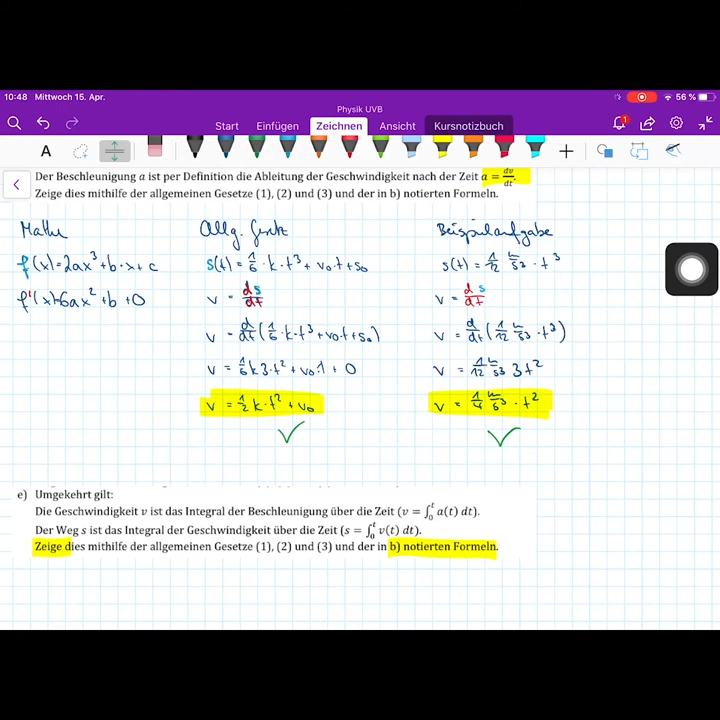 10:48 Mittwoch 15. Apr.
56 %
Physik UVB
Start Einfügen Zeichnen Ansicht Kursnotizbuch
1
A
Der Beschleunigung a ist per Definition die Ableitung der Geschwindigkeit nach der Zeit a = dv/dt.
Zeige dies mithilfe der allgemeinen Gesetze (1), (2) und (3) und der in b) notierten Formeln.
Mathe
f(x)=2ax³+b·x+c
f'(x)=6ax²+b+0
Allg. Gesetz
s(t)=1/6·k·t³+v₀·t+s₀
v = ds/dt
v = d/dt(1/6·k·t³+v₀·t+s₀)
v = 1/6k3·t²+v₀·1+0
v = 1/2k·t²+v₀
Beispielaufgabe
s(t)=1/12 m/s³·t³
v = ds/dt
v = d/dt(1/12 m/s³·t³)
v = 1/12 m/s³ 3t²
v = 1/4 m/s³·t²
e) Umgekehrt gilt:
Die Geschwindigkeit v ist das Integral der Beschleunigung über die Zeit (v = ∫₀ᵗ a(t) dt).
Der Weg s ist das Integral der Geschwindigkeit über die Zeit (s = ∫₀ᵗ v(t) dt).
Zeige dies mithilfe der allgemeinen Gesetze (1), (2) und (3) und der in b) notierten Formeln.